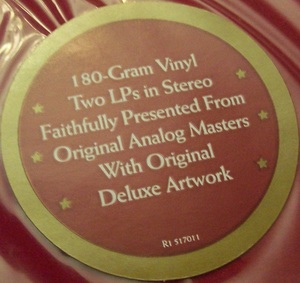 180-Gram Vinyl
Two LPs in Stereo
Faithfully Presented From
Original Analog Masters
With Original
Deluxe Artwork
R1 517011